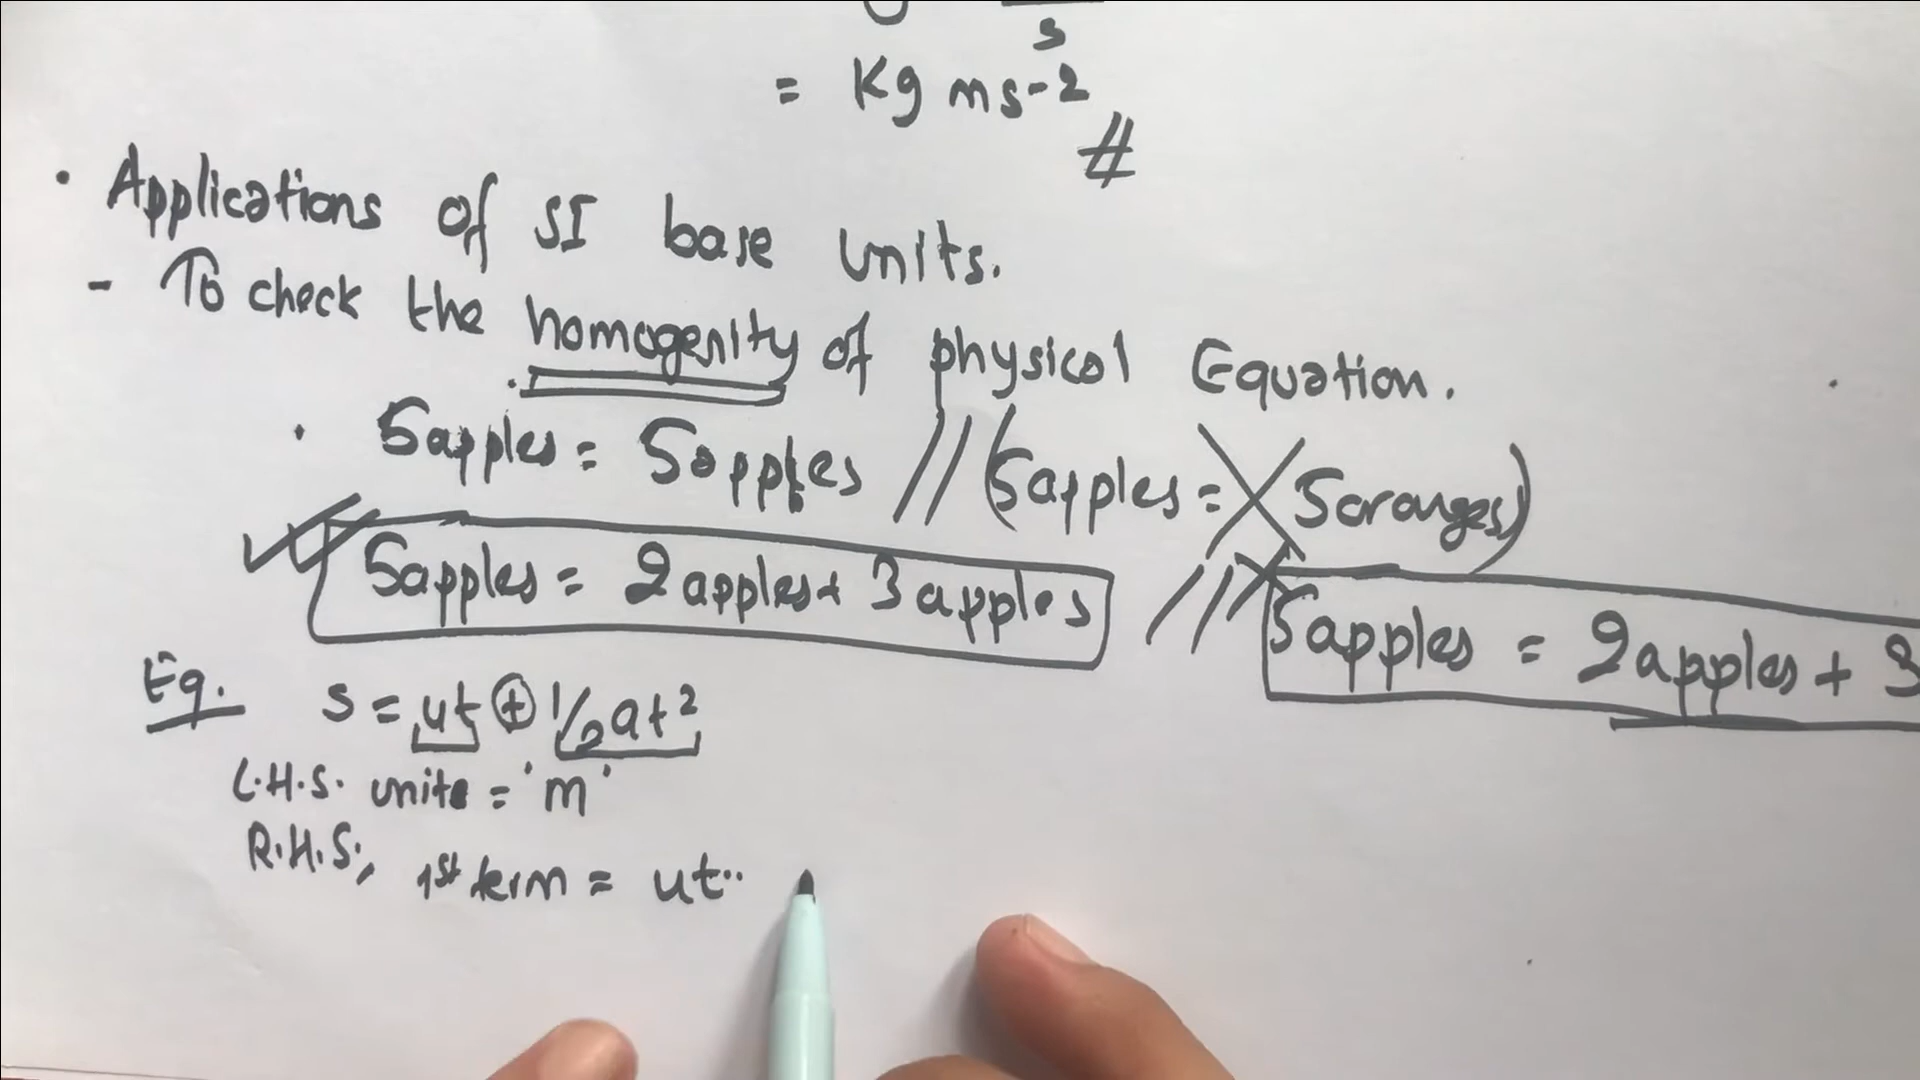 s
= Kg ms-2
#
· Applications of SI base units.
- To check the homogenity of physical Equation.
· 5apples = 5apples // (5apples = 5oranges)
5apples = 2apples + 3apples // 5apples = 2apples + 3
Eg. s = ut + 1/2at²
L.H.S. units = 'm'
R.H.S., 1st term = ut